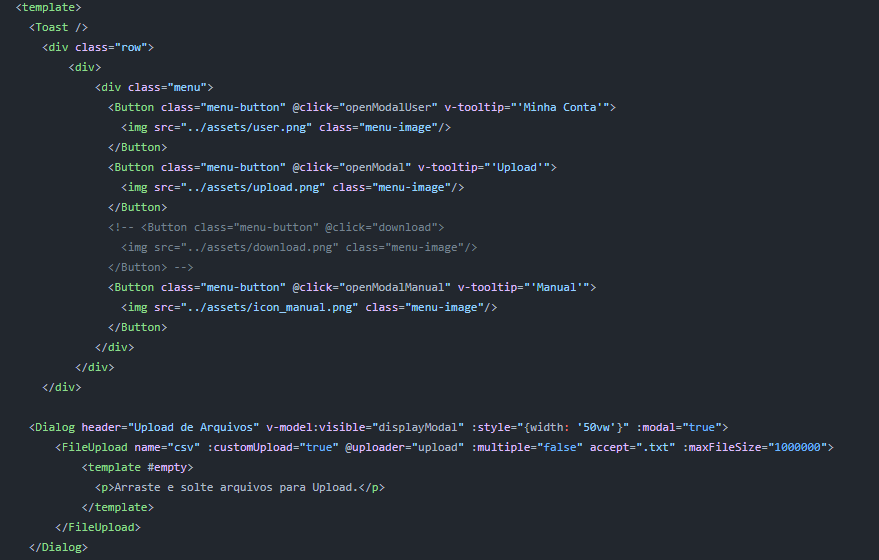 <template>
<Toast />
<div class="row">
<div>
<div class="menu">
<Button class="menu-button" @click="openModalUser" v-tooltip="'Minha Conta'">
<img src="../assets/user.png" class="menu-image"/>
</Button>
<Button class="menu-button" @click="openModal" v-tooltip="'Upload'">
<img src="../assets/upload.png" class="menu-image"/>
</Button>
<!-- <Button class="menu-button" @click="download">
<img src="../assets/download.png" class="menu-image"/>
</Button> -->
<Button class="menu-button" @click="openModalManual" v-tooltip="'Manual'">
<img src="../assets/icon_manual.png" class="menu-image"/>
</Button>
</div>
</div>
</div>
<Dialog header="Upload de Arquivos" v-model:visible="displayModal" :style="{width: '50vw'}" :modal="true">
<FileUpload name="csv" :customUpload="true" @uploader="upload" :multiple="false" accept=".txt" :maxFileSize="1000000">
<template #empty>
<p>Arraste e solte arquivos para Upload.</p>
</template>
</FileUpload>
</Dialog>